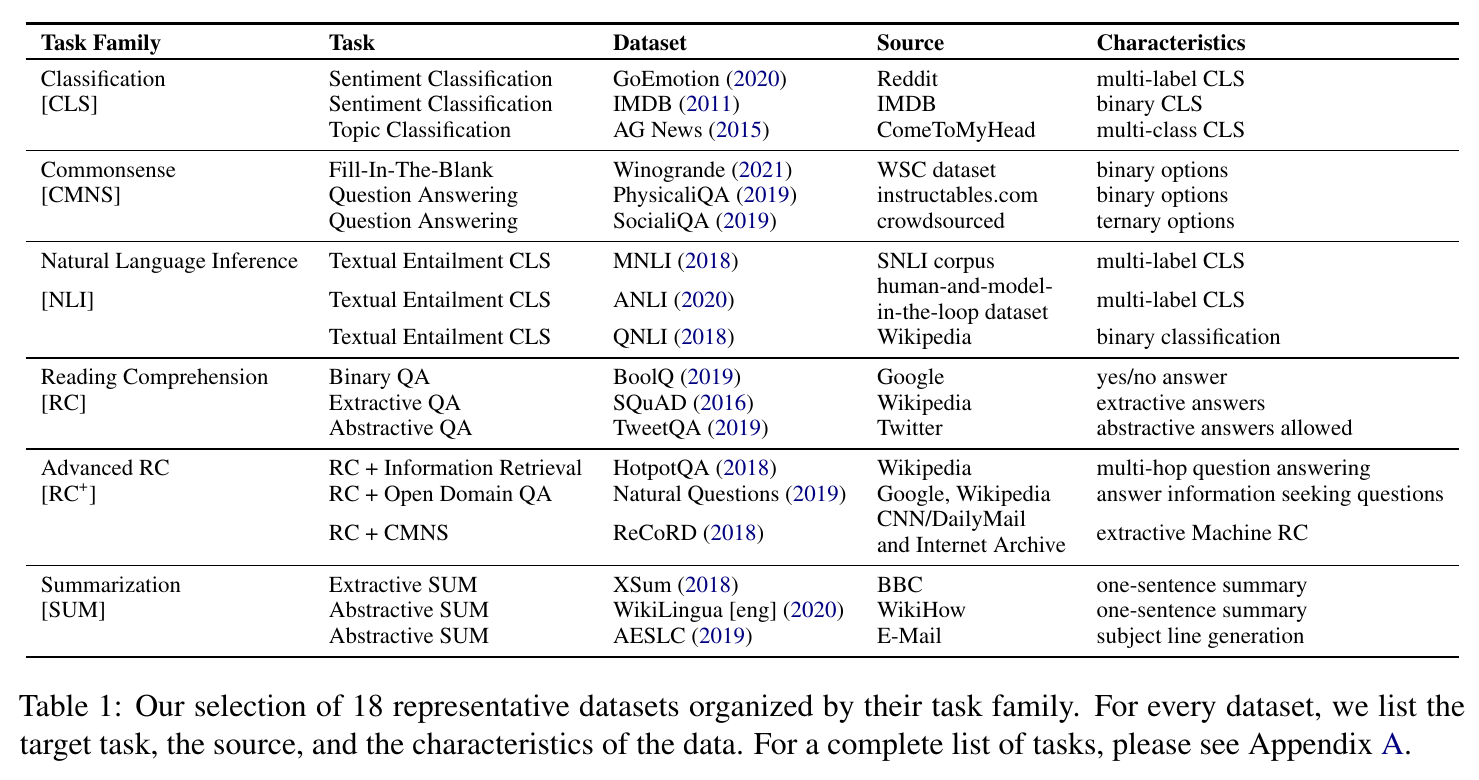 Task Family Task Dataset Source Characteristics
Classification Sentiment Classification GoEmotion (2020) Reddit multi-label CLS
[CLS] Sentiment Classification IMDB (2011) IMDB binary CLS
Topic Classification AG News (2015) ComeToMyHead multi-class CLS
Commonsense Fill-In-The-Blank Winogrande (2021) WSC dataset binary options
[CMNS] Question Answering PhysicaliQA (2019) instructables.com binary options
Question Answering SocialiQA (2019) crowdsourced ternary options
Natural Language Inference Textual Entailment CLS MNLI (2018) SNLI corpus multi-label CLS
[NLI] Textual Entailment CLS ANLI (2020) human-and-model- multi-label CLS
in-the-loop dataset
Textual Entailment CLS QNLI (2018) Wikipedia binary classification
Reading Comprehension Binary QA BoolQ (2019) Google yes/no answer
[RC] Extractive QA SQuAD (2016) Wikipedia extractive answers
Abstractive QA TweetQA (2019) Twitter abstractive answers allowed
Advanced RC RC + Information Retrieval HotpotQA (2018) Wikipedia multi-hop question answering
[RC⁺] RC + Open Domain QA Natural Questions (2019) Google, Wikipedia answer information seeking questions
RC + CMNS ReCoRD (2018) CNN/DailyMail extractive Machine RC
and Internet Archive
Summarization Extractive SUM XSum (2018) BBC one-sentence summary
[SUM] Abstractive SUM WikiLingua [eng] (2020) WikiHow one-sentence summary
Abstractive SUM AESLC (2019) E-Mail subject line generation
Table 1: Our selection of 18 representative datasets organized by their task family. For every dataset, we list the
target task, the source, and the characteristics of the data. For a complete list of tasks, please see Appendix A.